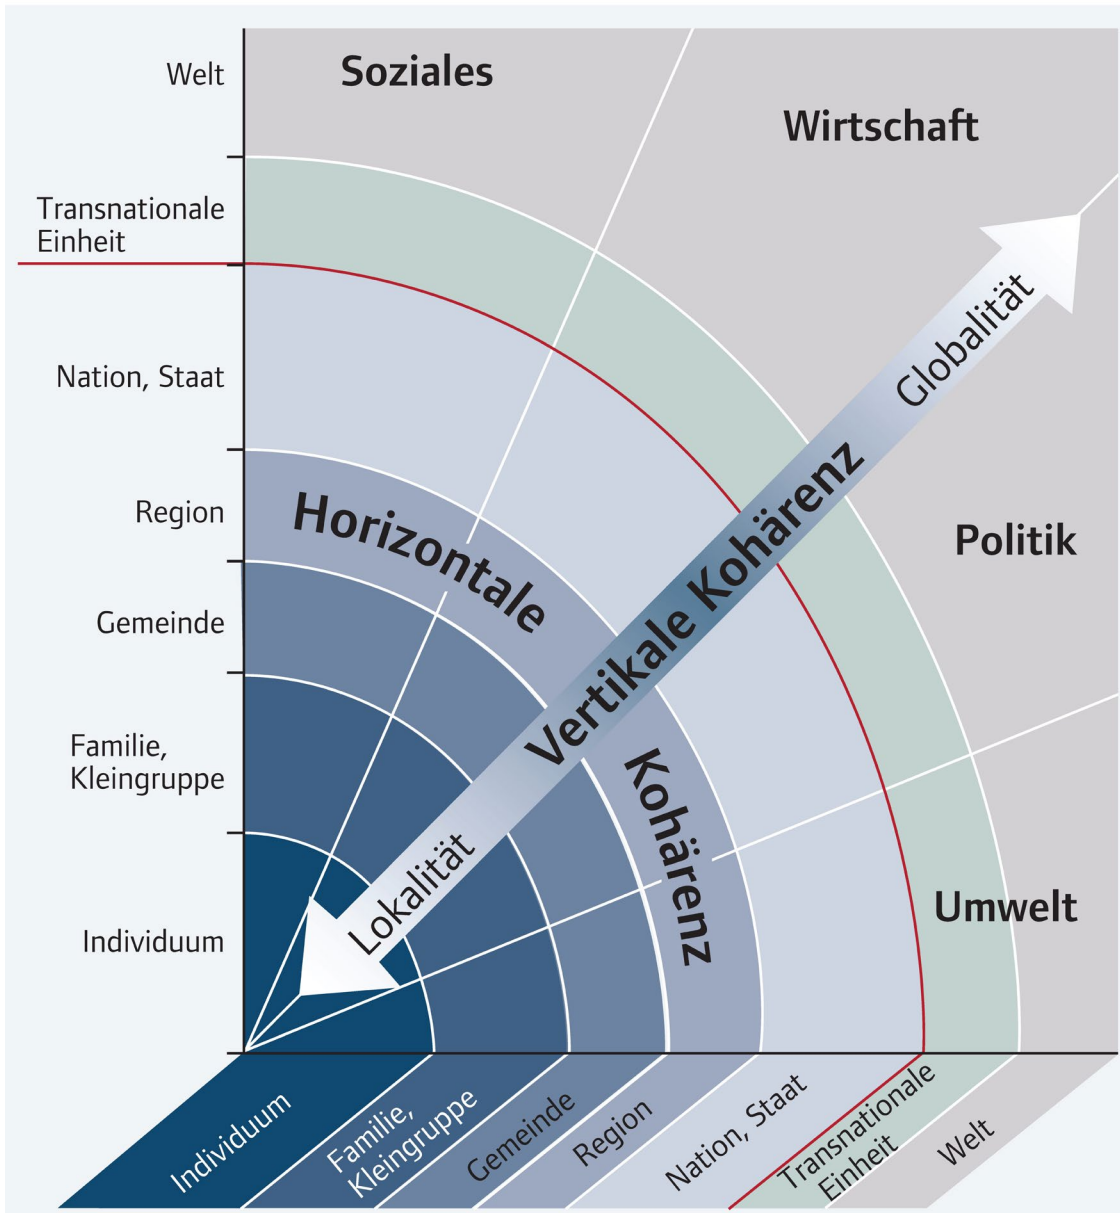 Welt
Soziales
Wirtschaft
Transnationale
Einheit
Globalität
Nation, Staat
Region
Horizontale
Vertikale Kohärenz
Politik
Gemeinde
Familie,
Kleingruppe
Kohärenz
Lokalität
Umwelt
Individuum
Individuum
Familie,
Kleingruppe
Gemeinde
Region
Nation, Staat
Transnationale
Einheit
Welt